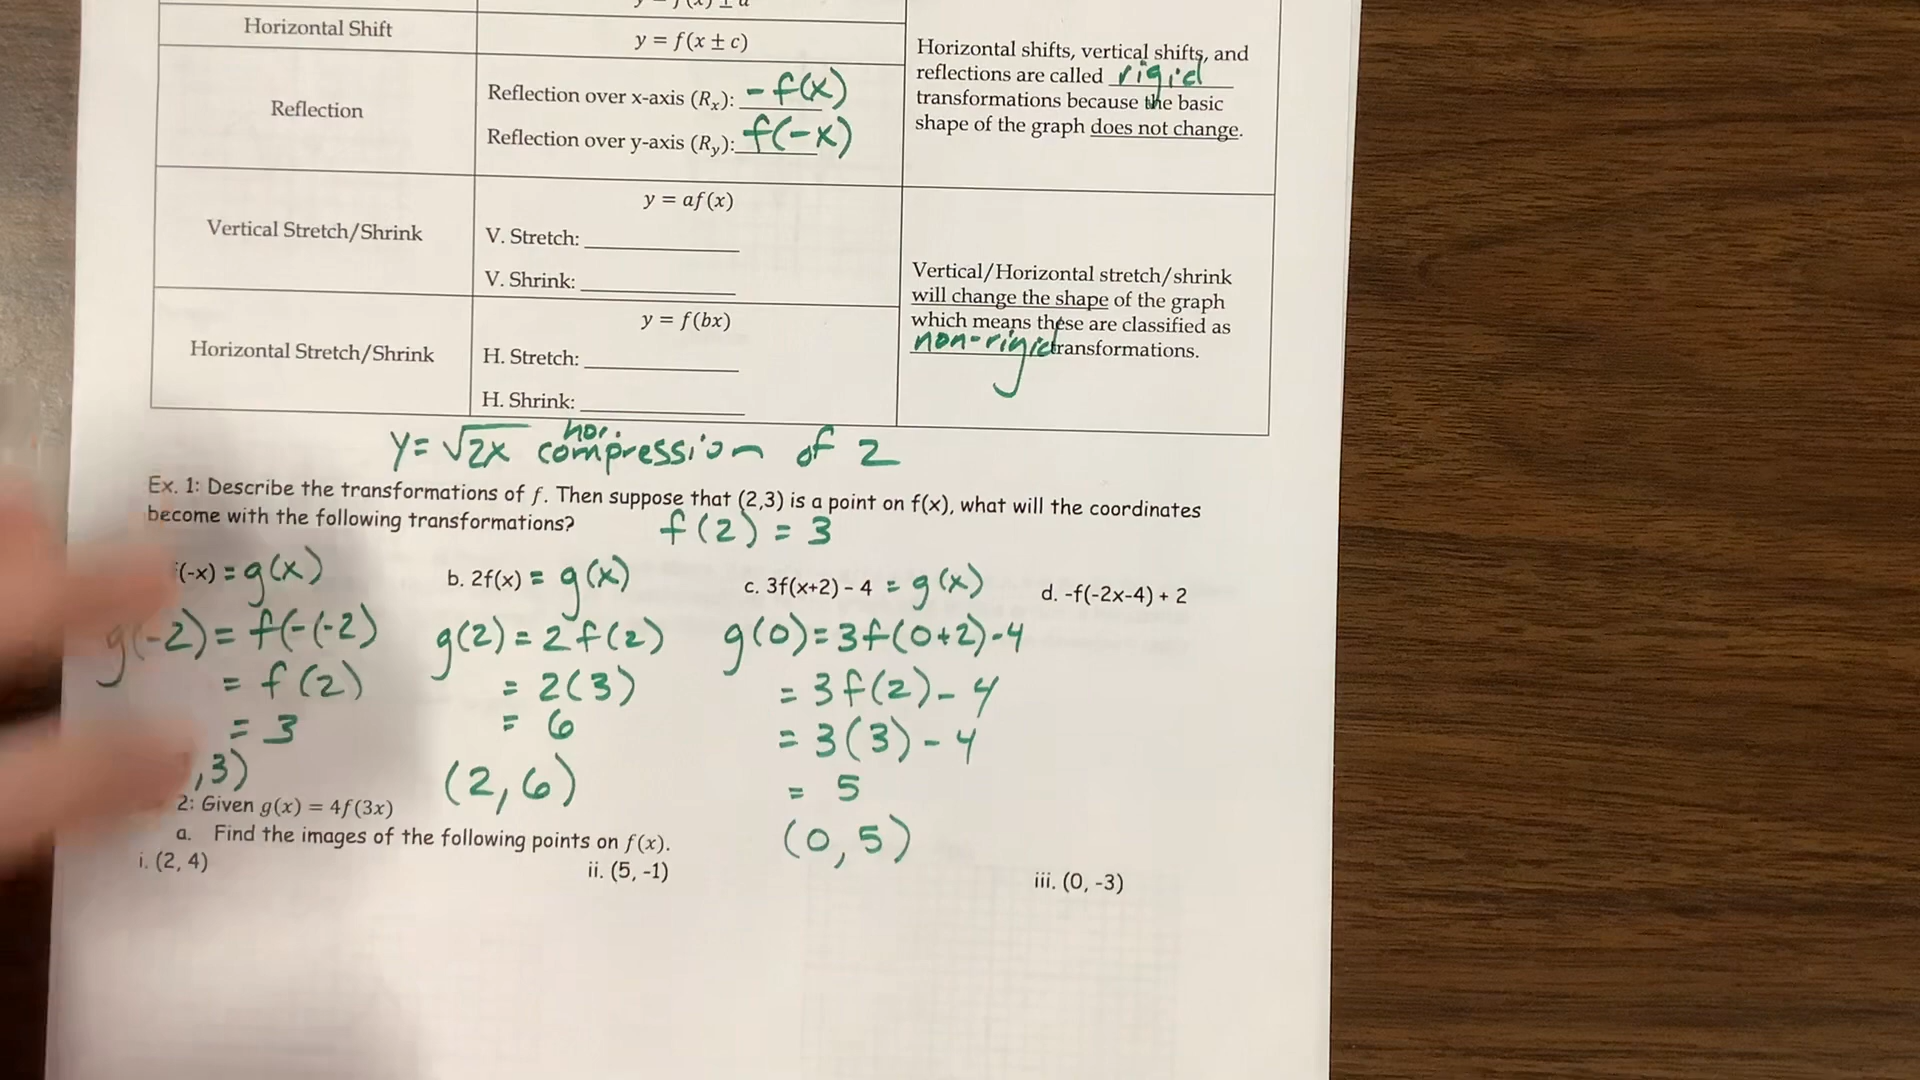 Horizontal Shift
y = f(x ± c)
Horizontal shifts, vertical shifts, and
reflections are called rigid
transformations because the basic
shape of the graph does not change.
Reflection
Reflection over x-axis (Rₓ): -f(x)
Reflection over y-axis (R_y): f(-x)
Vertical Stretch/Shrink
y = af(x)
V. Stretch: ____________
V. Shrink: ____________
Vertical/Horizontal stretch/shrink
will change the shape of the graph
which means these are classified as
non-rigid transformations.
Horizontal Stretch/Shrink
y = f(bx)
H. Stretch: ____________
H. Shrink: ____________
y = √2x hor. compression of 2
Ex. 1: Describe the transformations of f. Then suppose that (2,3) is a point on f(x), what will the coordinates
become with the following transformations?
f(2) = 3
(-x) = g(x)
g(-2) = f(-(-2)
= f(2)
= 3
,3)
b. 2f(x) = g(x)
g(2) = 2f(2)
= 2(3)
= 6
(2,6)
c. 3f(x+2) - 4 = g(x)
g(0) = 3f(0+2)-4
= 3f(2) - 4
= 3(3) - 4
= 5
(0,5)
d. -f(-2x-4) + 2
2: Given g(x) = 4f(3x)
a. Find the images of the following points on f(x).
i. (2, 4)
ii. (5, -1)
iii. (0, -3)